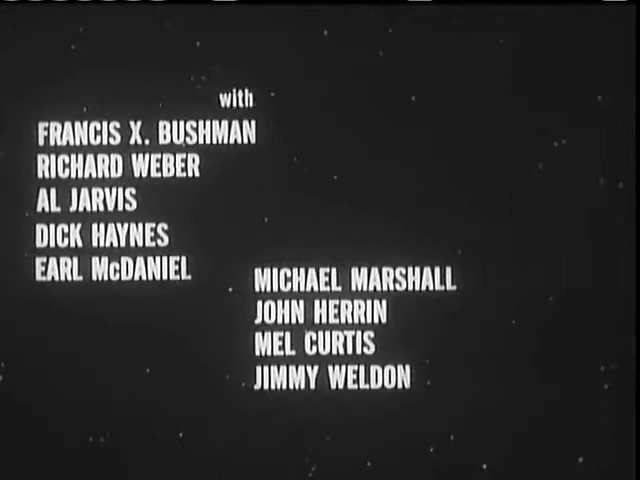 with
FRANCIS X. BUSHMAN
RICHARD WEBER
AL JARVIS
DICK HAYNES
EARL McDANIEL
MICHAEL MARSHALL
JOHN HERRIN
MEL CURTIS
JIMMY WELDON